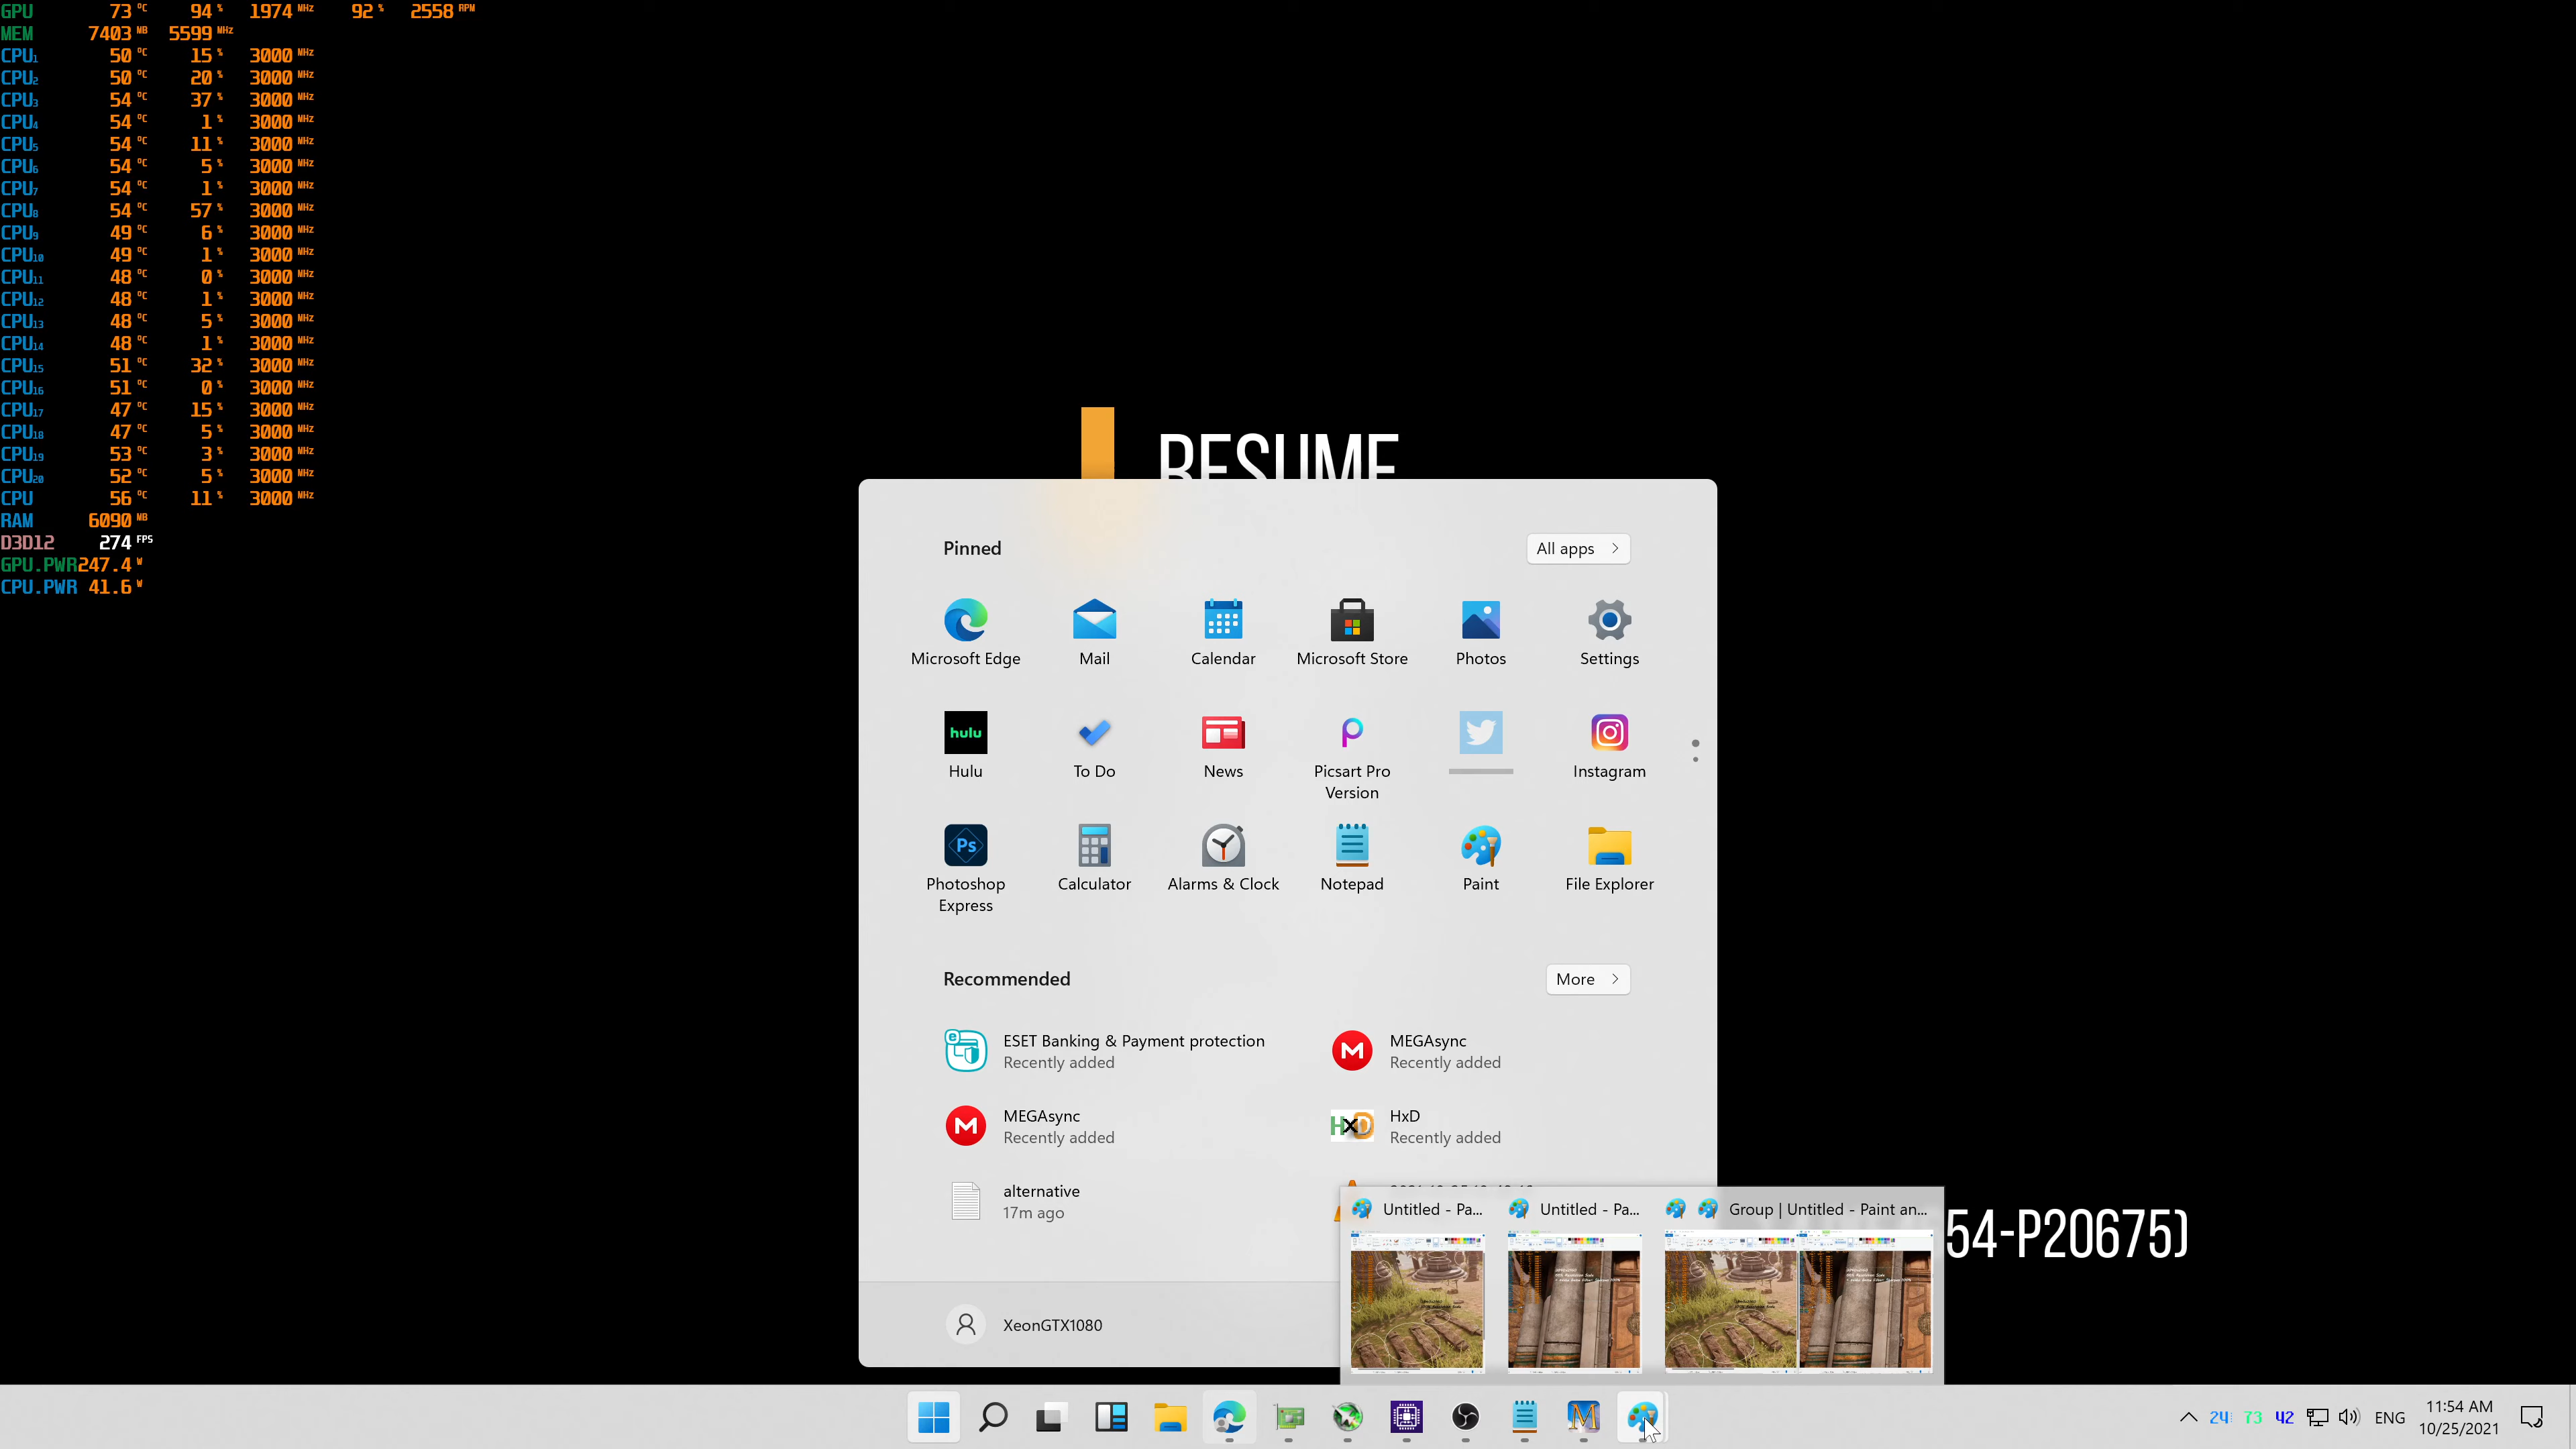 GPU 73 °C 94 % 1974 MHz 92 % 2558 RPM
MEM 7403 MB 5599 MHz
CPU1 50 °C 15 % 3000 MHz
CPU2 50 °C 20 % 3000 MHz
CPU3 54 °C 37 % 3000 MHz
CPU4 54 °C 1 % 3000 MHz
CPU5 54 °C 11 % 3000 MHz
CPU6 54 °C 5 % 3000 MHz
CPU7 54 °C 1 % 3000 MHz
CPU8 54 °C 57 % 3000 MHz
CPU9 49 °C 6 % 3000 MHz
CPU10 49 °C 1 % 3000 MHz
CPU11 48 °C 0 % 3000 MHz
CPU12 48 °C 1 % 3000 MHz
CPU13 48 °C 5 % 3000 MHz
CPU14 48 °C 1 % 3000 MHz
CPU15 51 °C 32 % 3000 MHz
CPU16 51 °C 0 % 3000 MHz
CPU17 47 °C 15 % 3000 MHz
CPU18 47 °C 5 % 3000 MHz
CPU19 53 °C 3 % 3000 MHz
CPU20 52 °C 5 % 3000 MHz
CPU 56 °C 11 % 3000 MHz
RAM 6090 MB
D3D12 274 FPS
GPU.PWR 247.4 W
CPU.PWR 41.6 W
RESUME
Pinned All apps
Microsoft Edge Mail Calendar Microsoft Store Photos Settings
hulu
Hulu To Do News Picsart Pro Version Instagram
Ps
Photoshop Express Calculator Alarms & Clock Notepad Paint File Explorer
Recommended More
ESET Banking & Payment protection
Recently added
MEGAsync
Recently added
MEGAsync
Recently added
HxD
Recently added
alternative
17m ago
Untitled - Pa... Untitled - Pa... Group | Untitled - Paint an...
54-P20675)
XeonGTX1080
24 73 42 ENG 11:54 AM
10/25/2021